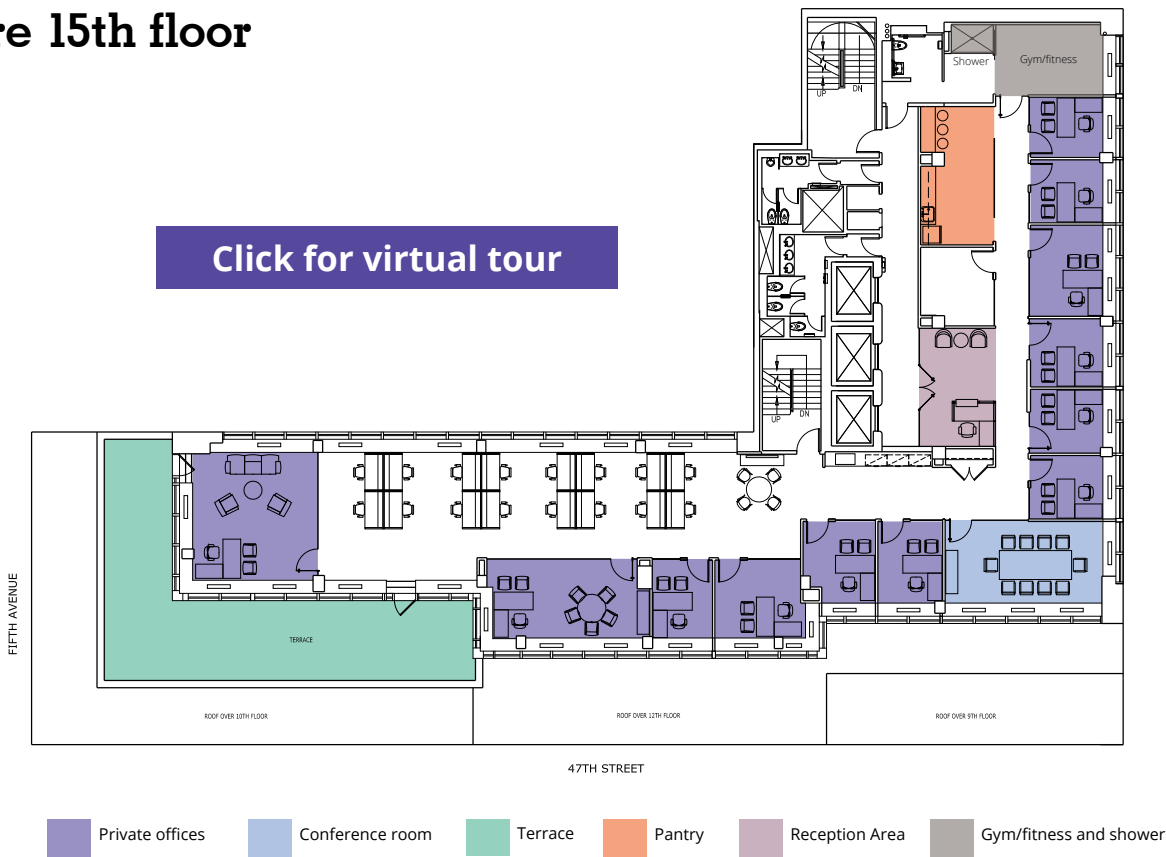 re 15th floor
Shower
Gym/fitness
UP
DN
Click for virtual tour
UP
DN
FIFTH AVENUE
TERRACE
ROOF OVER 10TH FLOOR
ROOF OVER 12TH FLOOR
ROOF OVER 9TH FLOOR
47TH STREET
Private offices
Conference room
Terrace
Pantry
Reception Area
Gym/fitness and shower